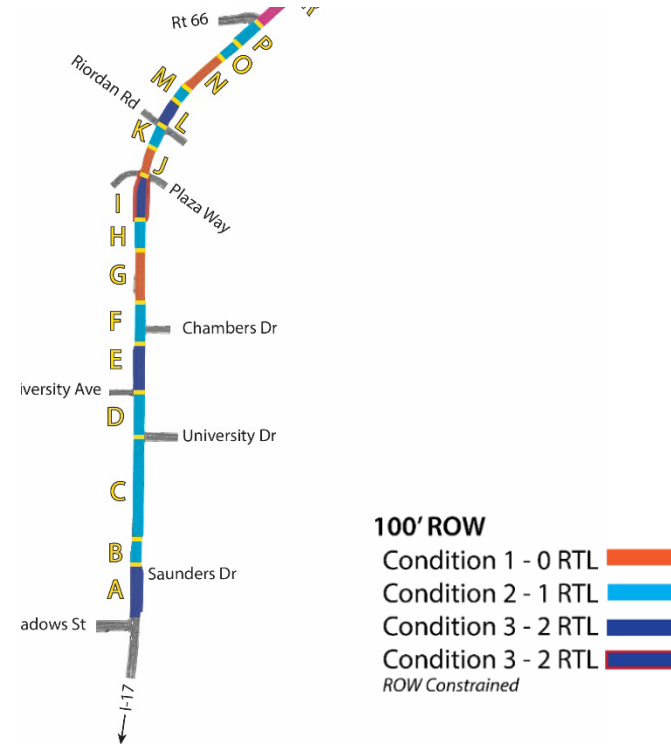 Rt 66
P
O
N
M
Riordan Rd
L
K
J
Plaza Way
I
H
G
F
Chambers Dr
E
iversity Ave
D
University Dr
C
B
Saunders Dr
A
adows St
I-17
100' ROW
Condition 1 - 0 RTL
Condition 2 - 1 RTL
Condition 3 - 2 RTL
Condition 3 - 2 RTL
ROW Constrained